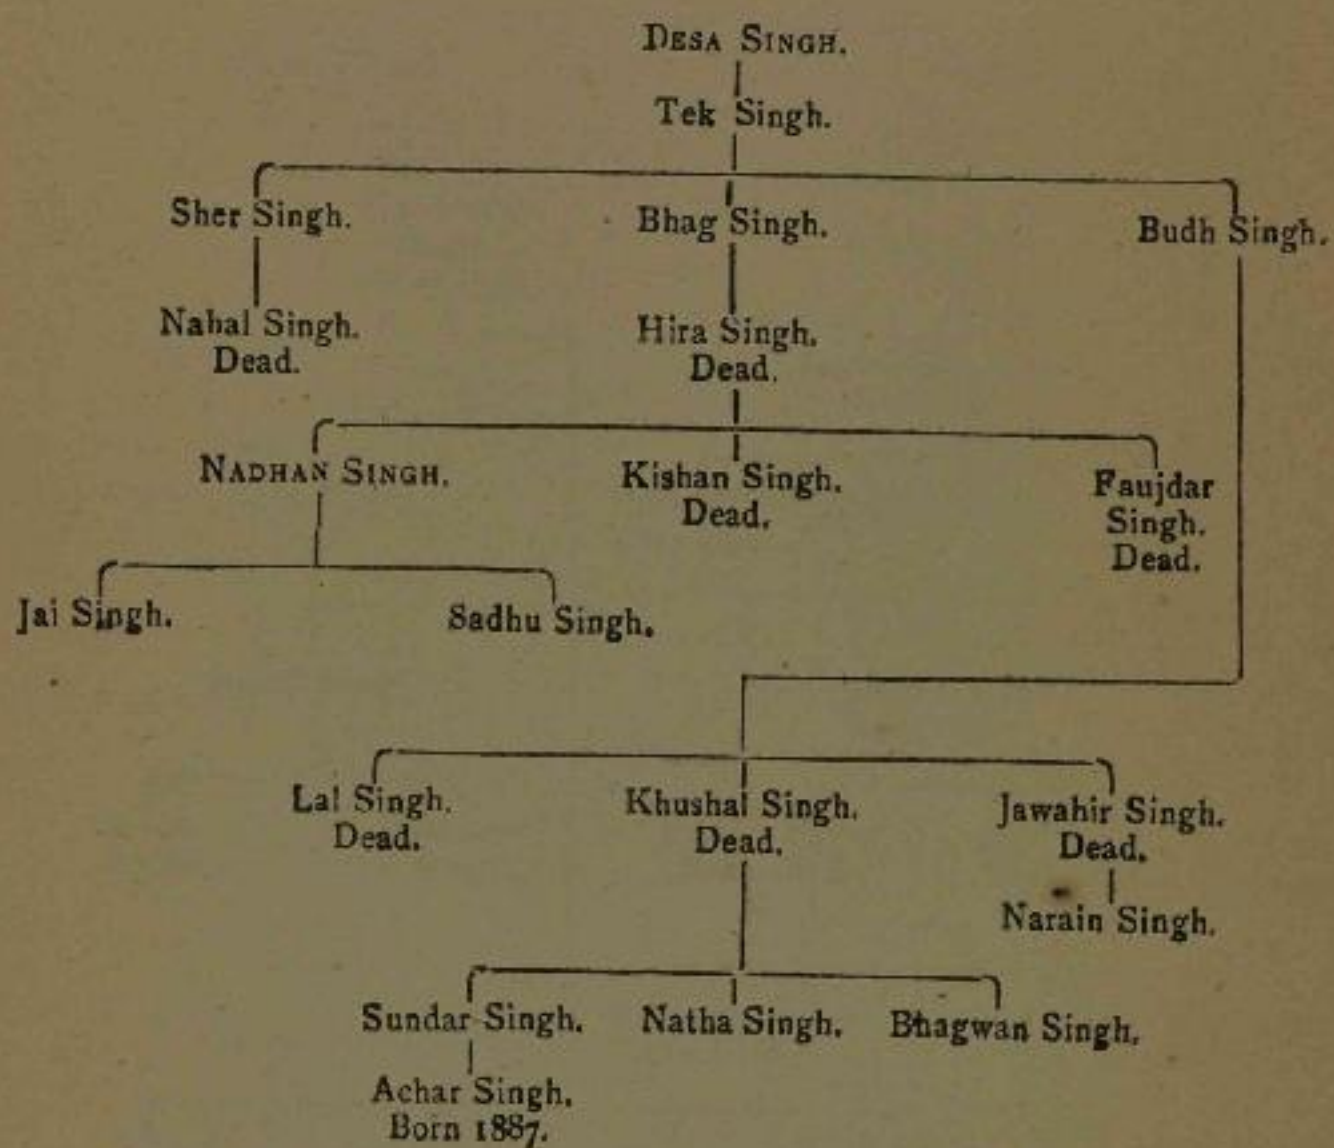 DESA SINGH.
Tek Singh.
Sher Singh. Bhag Singh. Budh Singh.
Nahal Singh. Hira Singh.
Dead. Dead.
NADHAN SINGH. Kishan Singh. Faujdar
Dead. Singh.
Dead.
Jai Singh. Sadhu Singh.
Lal Singh. Khushal Singh. Jawahir Singh.
Dead. Dead. Dead.
Narain Singh.
Sundar Singh. Natha Singh. Bhagwan Singh.
Achar Singh.
Born 1887.